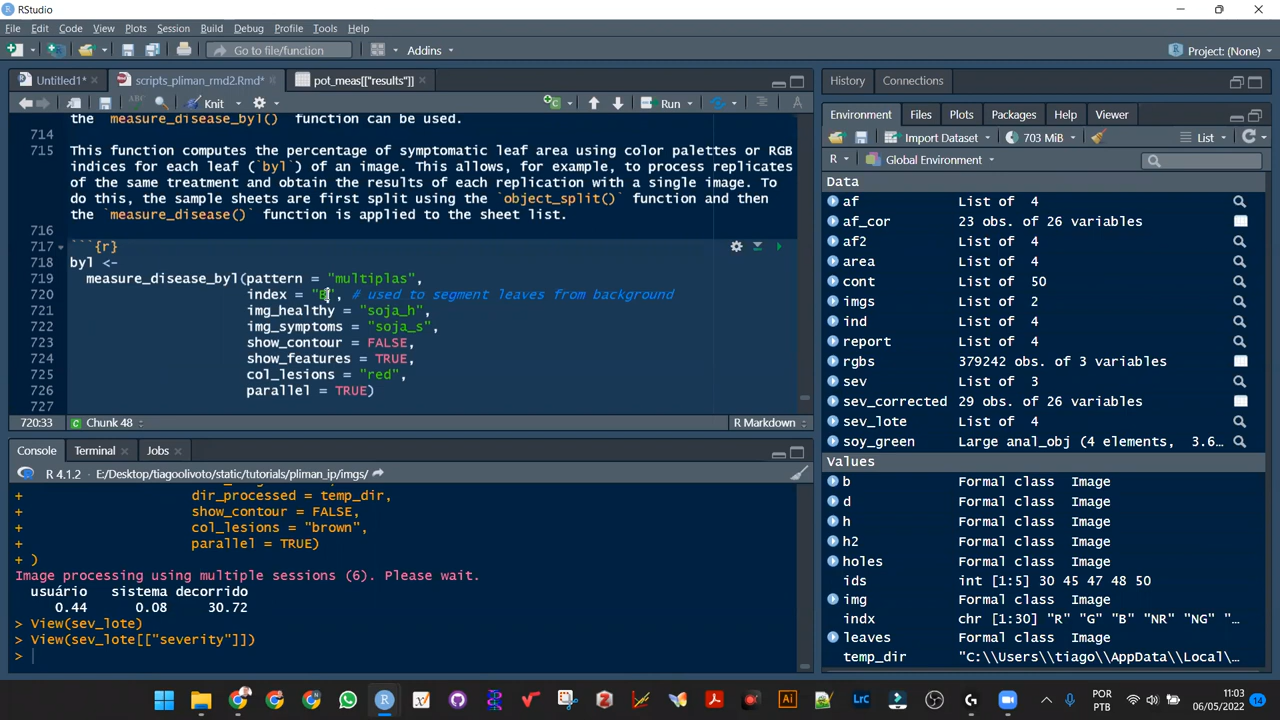 RStudio
File Edit Code View Plots Session Build Debug Profile Tools Help
Go to file/function Addins Project: (None)
Untitled1* scripts_pliman_rmd2.Rmd* pot_meas[["results"]]
Knit Run
the `measure_disease_byl()` function can be used.
714
715 This function computes the percentage of symptomatic leaf area using color palettes or RGB
indices for each leaf (`byl`) of an image. This allows, for example, to process replicates
of the same treatment and obtain the results of each replication with a single image. To
do this, the sample sheets are first split using the `object_split()` function and then
the `measure_disease()` function is applied to the sheet list.
716
717 ```{r}
718 byl <-
719 measure_disease_byl(pattern = "multiplas",
720 index = "B", # used to segment leaves from background
721 img_healthy = "soja_h",
722 img_symptoms = "soja_s",
723 show_contour = FALSE,
724 show_features = TRUE,
725 col_lesions = "red",
726 parallel = TRUE)
727
720:33 Chunk 48 R Markdown
Console Terminal Jobs
R 4.1.2 E:/Desktop/tiagoolivoto/static/tutorials/pliman_ip/imgs/
+ dir_processed = temp_dir,
+ show_contour = FALSE,
+ col_lesions = "brown",
+ parallel = TRUE)
+ )
Image processing using multiple sessions (6). Please wait.
usuário sistema decorrido
0.44 0.08 30.72
> View(sev_lote)
> View(sev_lote[["severity"]])
>
History Connections
Environment Files Plots Packages Help Viewer
Import Dataset 703 MiB List
R Global Environment
Data
af List of 4
af_cor 23 obs. of 26 variables
af2 List of 4
area List of 4
cont List of 50
imgs List of 2
ind List of 4
report List of 4
rgbs 379242 obs. of 3 variables
sev List of 3
sev_corrected 29 obs. of 26 variables
sev_lote List of 4
soy_green Large anal_obj (4 elements, 3.6…
Values
b Formal class Image
d Formal class Image
h Formal class Image
h2 Formal class Image
holes Formal class Image
ids int [1:5] 30 45 47 48 50
img Formal class Image
indx chr [1:30] "R" "G" "B" "NR" "NG" "…
leaves Formal class Image
temp_dir "C:\\Users\\tiago\\AppData\\Local\…
POR
PTB
11:03
06/05/2022